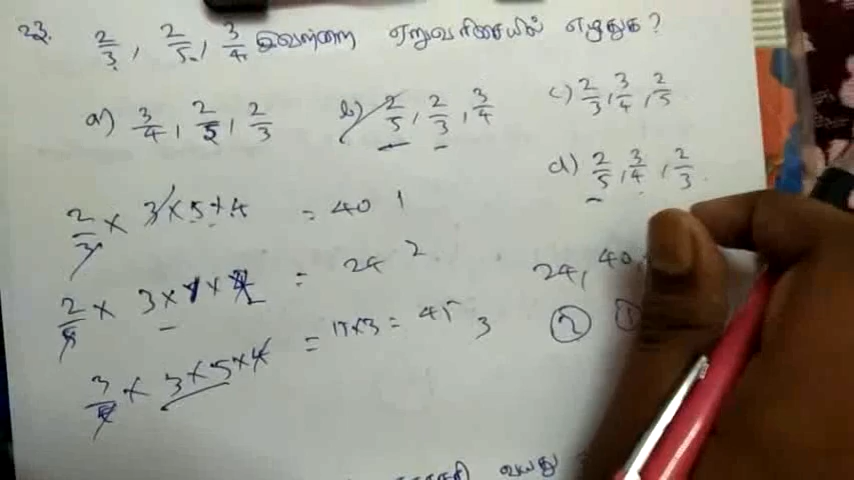 23. 2/3, 2/5, 3/4 இவற்றை ஏறுவரிசையில் எழுதுக?
a) 3/4, 2/5, 2/3 b) 2/5, 2/3, 3/4 c) 2/3, 3/4, 2/5
d) 2/5, 3/4, 2/3
2/3 × 3×5×4 = 40 1
2/5 × 3× × = 24 2
24, 40,
3/4 × 3×5×4 = 15×3 = 45 3
② ①
வயது